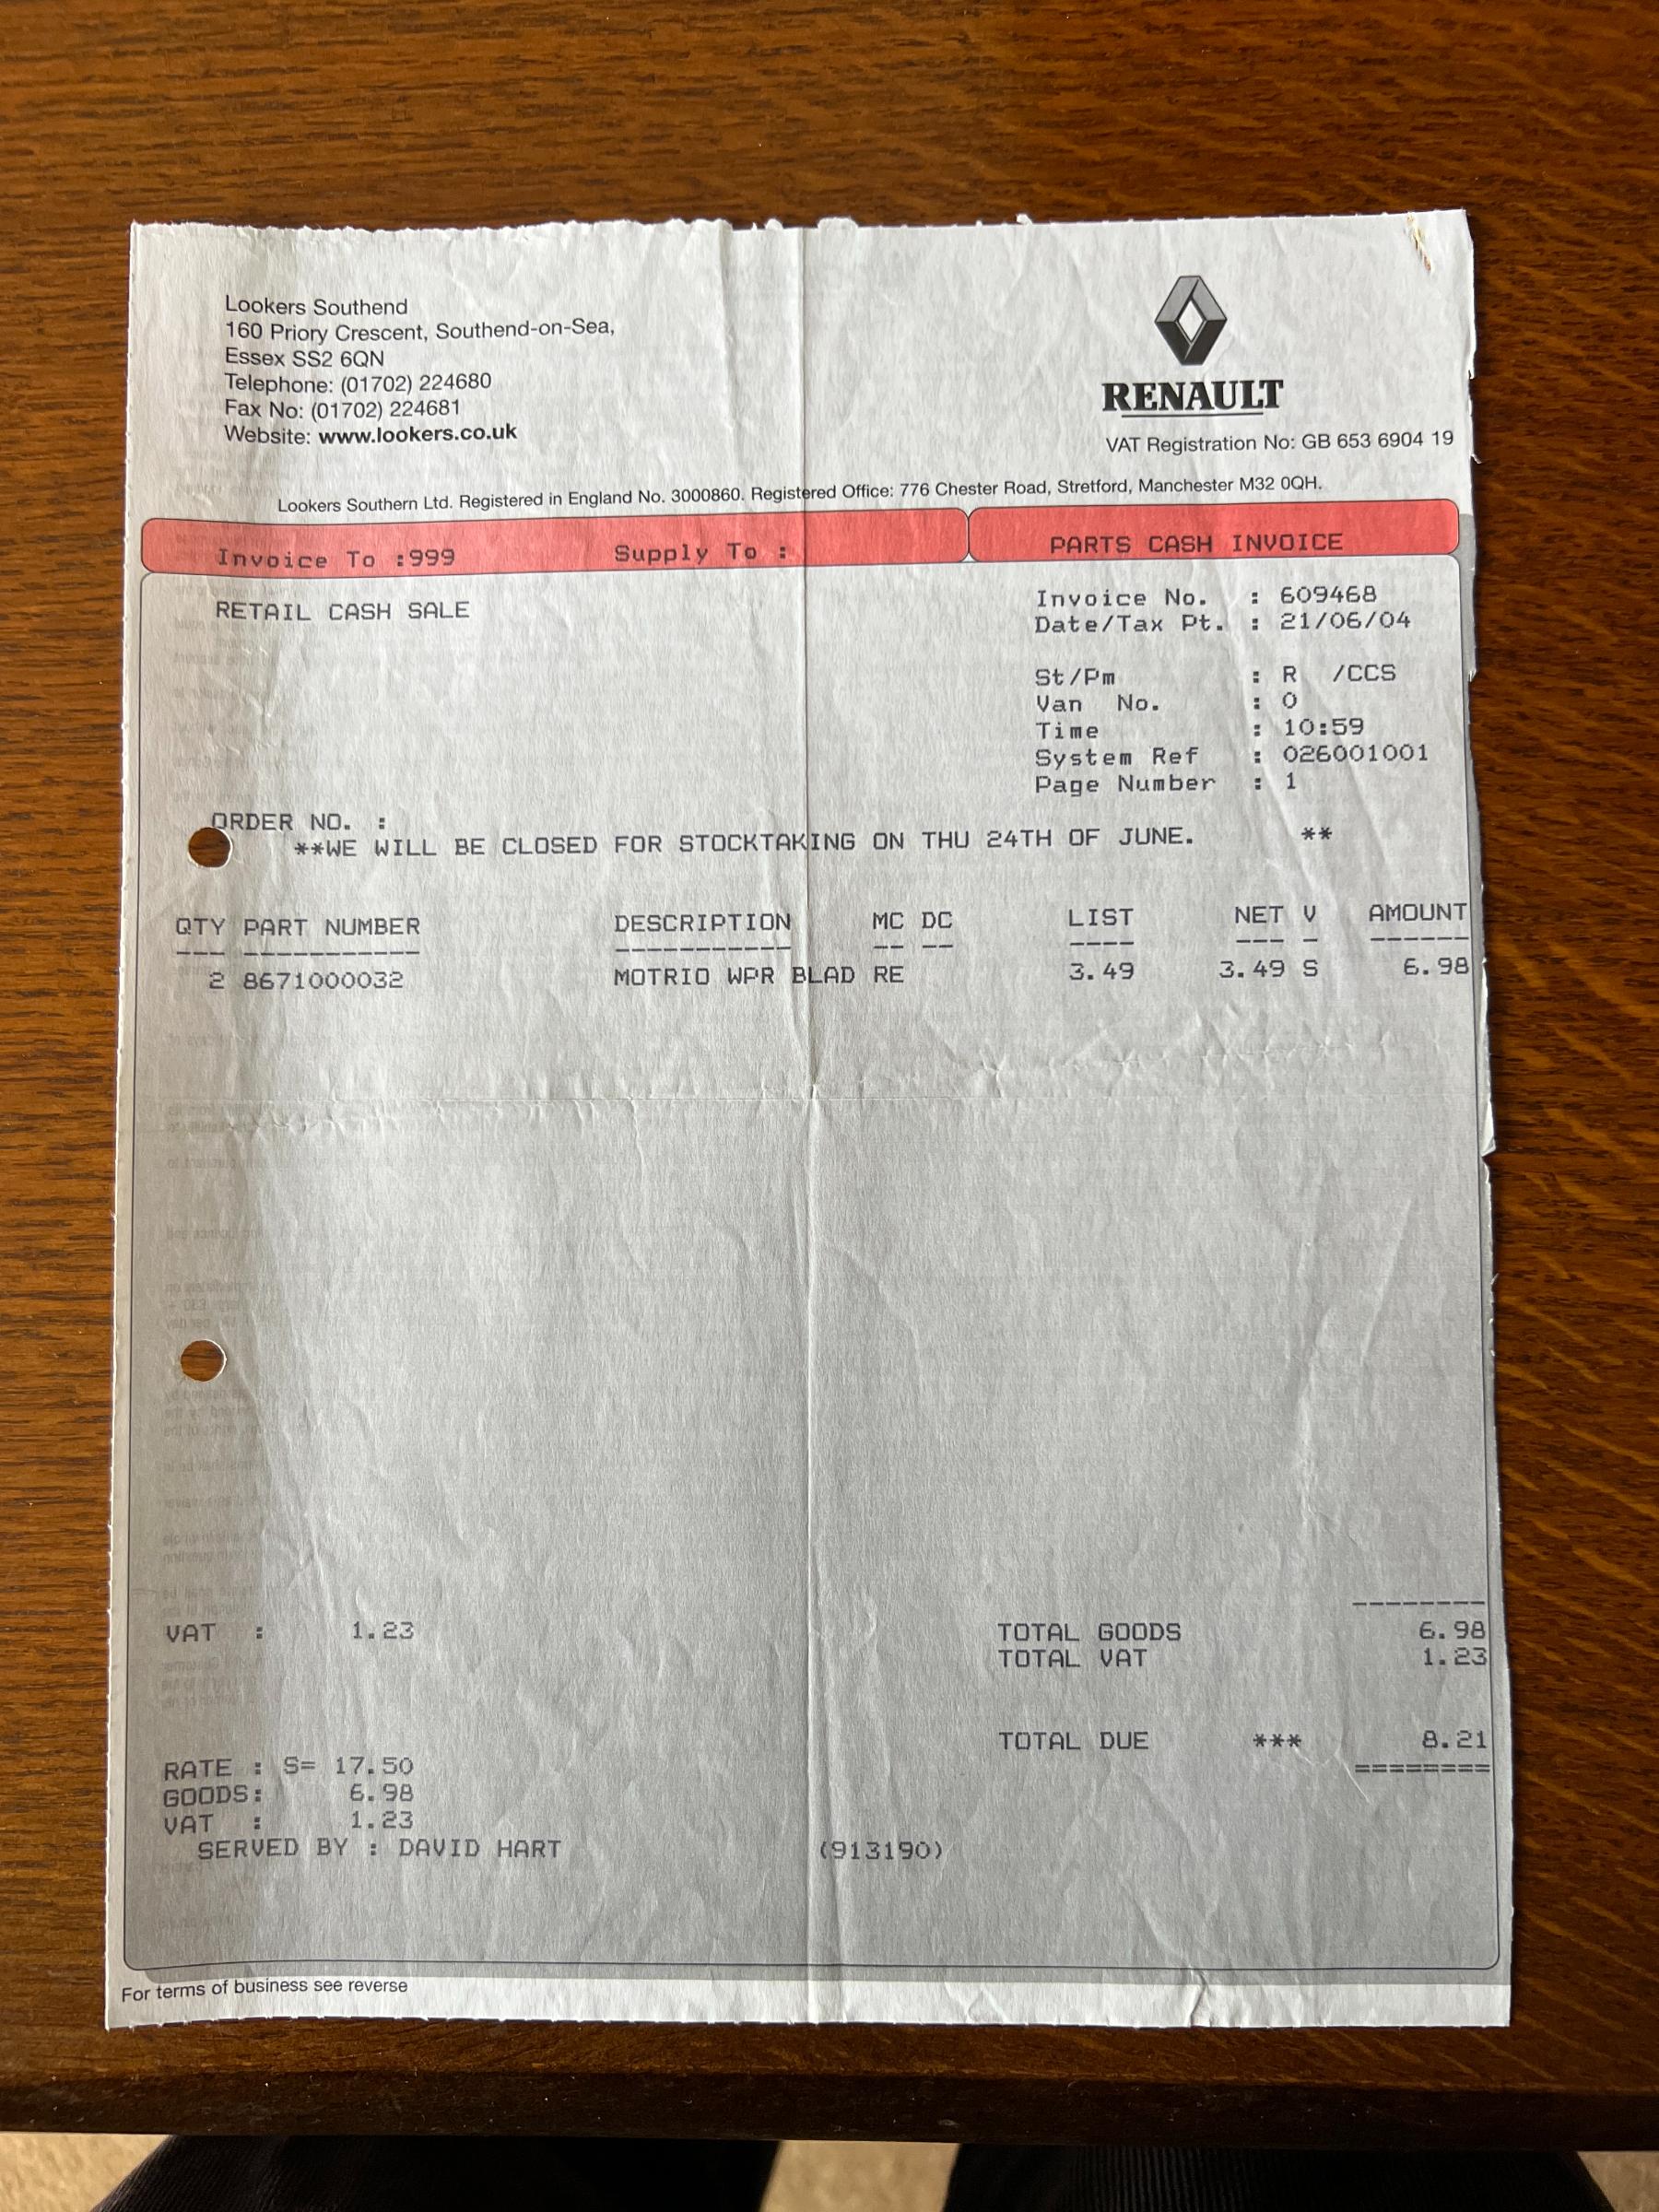 Lookers Southend
160 Priory Crescent, Southend-on-Sea,
Essex SS2 6QN
Telephone: (01702) 224680
Fax No: (01702) 224681
Website: www.lookers.co.uk
RENAULT
VAT Registration No: GB 653 6904 19
Lookers Southern Ltd. Registered in England No. 3000860. Registered Office: 776 Chester Road, Stretford, Manchester M32 0QH.
Invoice To :999 Supply To : PARTS CASH INVOICE
RETAIL CASH SALE
Invoice No. : 609468
Date/Tax Pt. : 21/06/04
St/Pm : R /CCS
Van No. : 0
Time : 10:59
System Ref : 026001001
Page Number : 1
ORDER NO. :
**WE WILL BE CLOSED FOR STOCKTAKING ON THU 24TH OF JUNE. **
QTY PART NUMBER DESCRIPTION MC DC LIST NET V AMOUNT
--- ----------- ----------- -- -- ---- --- - ------
2 8671000032 MOTRIO WPR BLAD RE 3.49 3.49 S 6.98
--------
VAT : 1.23 TOTAL GOODS 6.98
TOTAL VAT 1.23
TOTAL DUE *** 8.21
========
RATE : S= 17.50
GOODS: 6.98
VAT : 1.23
SERVED BY : DAVID HART (913190)
For terms of business see reverse